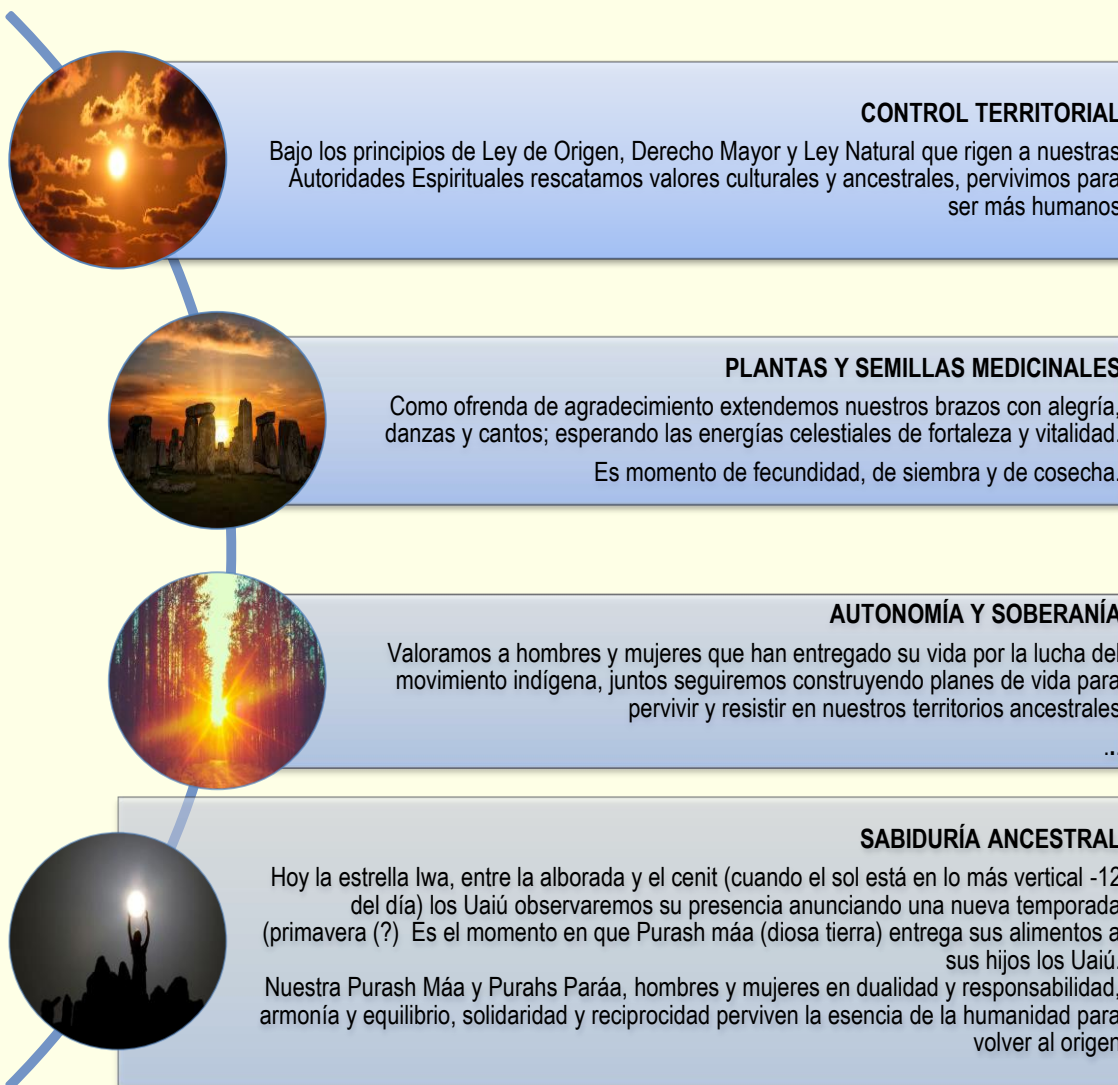 CONTROL TERRITORIAL
Bajo los principios de Ley de Origen, Derecho Mayor y Ley Natural que rigen a nuestras
Autoridades Espirituales rescatamos valores culturales y ancestrales, pervivimos para
ser más humanos
PLANTAS Y SEMILLAS MEDICINALES
Como ofrenda de agradecimiento extendemos nuestros brazos con alegría,
danzas y cantos; esperando las energías celestiales de fortaleza y vitalidad.
Es momento de fecundidad, de siembra y de cosecha.
AUTONOMÍA Y SOBERANÍA
Valoramos a hombres y mujeres que han entregado su vida por la lucha del
movimiento indígena, juntos seguiremos construyendo planes de vida para
pervivir y resistir en nuestros territorios ancestrales
...
SABIDURÍA ANCESTRAL
Hoy la estrella Iwa, entre la alborada y el cenit (cuando el sol está en lo más vertical -12
del día) los Uaiú observaremos su presencia anunciando una nueva temporada
(primavera (?) Es el momento en que Purash máa (diosa tierra) entrega sus alimentos a
sus hijos los Uaiú.
Nuestra Purash Máa y Purahs Paráa, hombres y mujeres en dualidad y responsabilidad,
armonía y equilibrio, solidaridad y reciprocidad perviven la esencia de la humanidad para
volver al origen